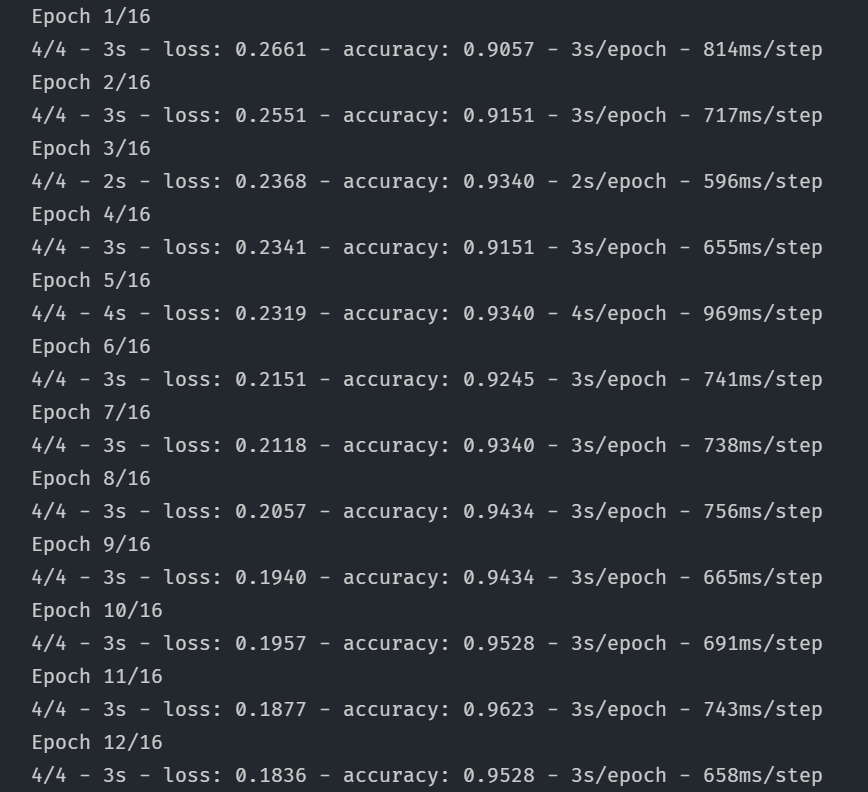 Epoch 1/16
4/4 - 3s - loss: 0.2661 - accuracy: 0.9057 - 3s/epoch - 814ms/step
Epoch 2/16
4/4 - 3s - loss: 0.2551 - accuracy: 0.9151 - 3s/epoch - 717ms/step
Epoch 3/16
4/4 - 2s - loss: 0.2368 - accuracy: 0.9340 - 2s/epoch - 596ms/step
Epoch 4/16
4/4 - 3s - loss: 0.2341 - accuracy: 0.9151 - 3s/epoch - 655ms/step
Epoch 5/16
4/4 - 4s - loss: 0.2319 - accuracy: 0.9340 - 4s/epoch - 969ms/step
Epoch 6/16
4/4 - 3s - loss: 0.2151 - accuracy: 0.9245 - 3s/epoch - 741ms/step
Epoch 7/16
4/4 - 3s - loss: 0.2118 - accuracy: 0.9340 - 3s/epoch - 738ms/step
Epoch 8/16
4/4 - 3s - loss: 0.2057 - accuracy: 0.9434 - 3s/epoch - 756ms/step
Epoch 9/16
4/4 - 3s - loss: 0.1940 - accuracy: 0.9434 - 3s/epoch - 665ms/step
Epoch 10/16
4/4 - 3s - loss: 0.1957 - accuracy: 0.9528 - 3s/epoch - 691ms/step
Epoch 11/16
4/4 - 3s - loss: 0.1877 - accuracy: 0.9623 - 3s/epoch - 743ms/step
Epoch 12/16
4/4 - 3s - loss: 0.1836 - accuracy: 0.9528 - 3s/epoch - 658ms/step